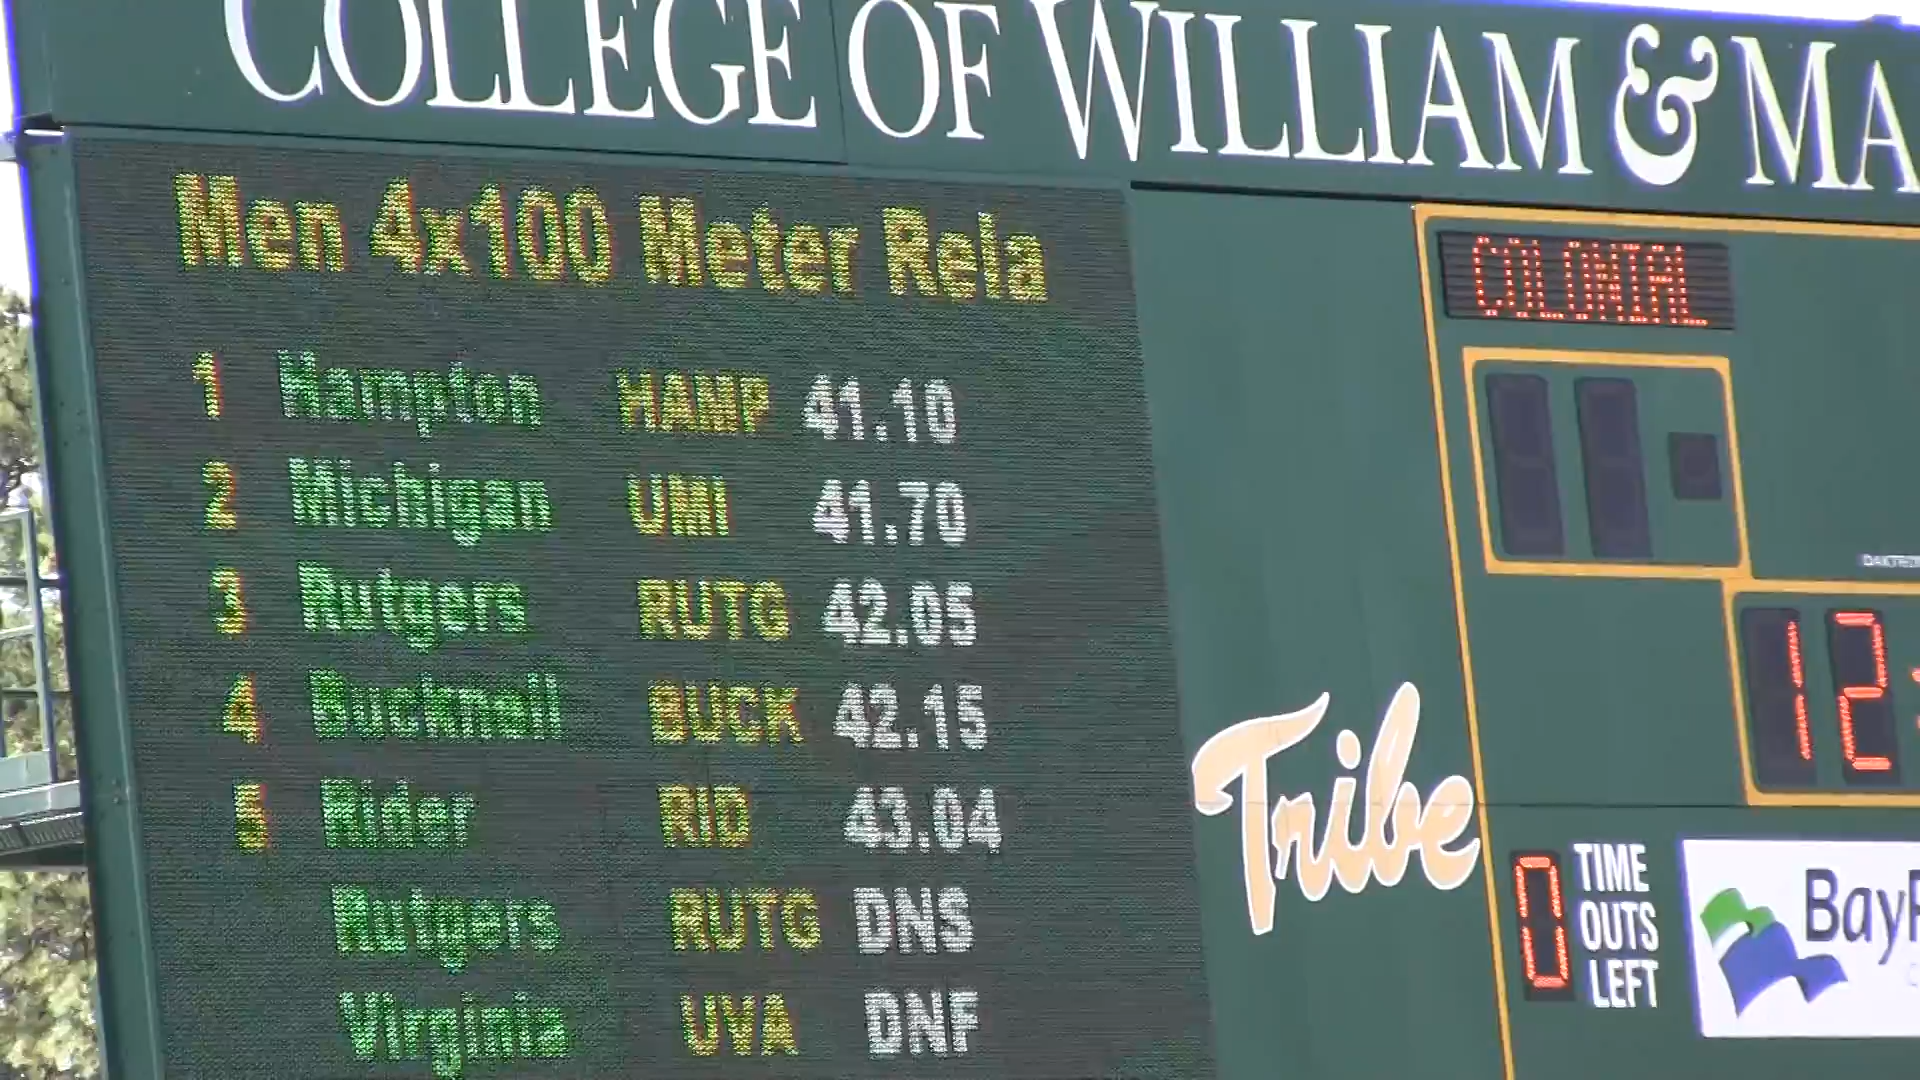 COLLEGE OF WILLIAM & MA
Men 4x100 Meter Rela
1 Hampton HAMP 41.10
2 Michigan UMI 41.70
3 Rutgers RUTG 42.05
4 Bucknell BUCK 42.15
5 Rider RID 43.04
Rutgers RUTG DNS
Virginia UVA DNF
COLONIAL
12:
Tribe
0 TIME
OUTS
LEFT
Bay